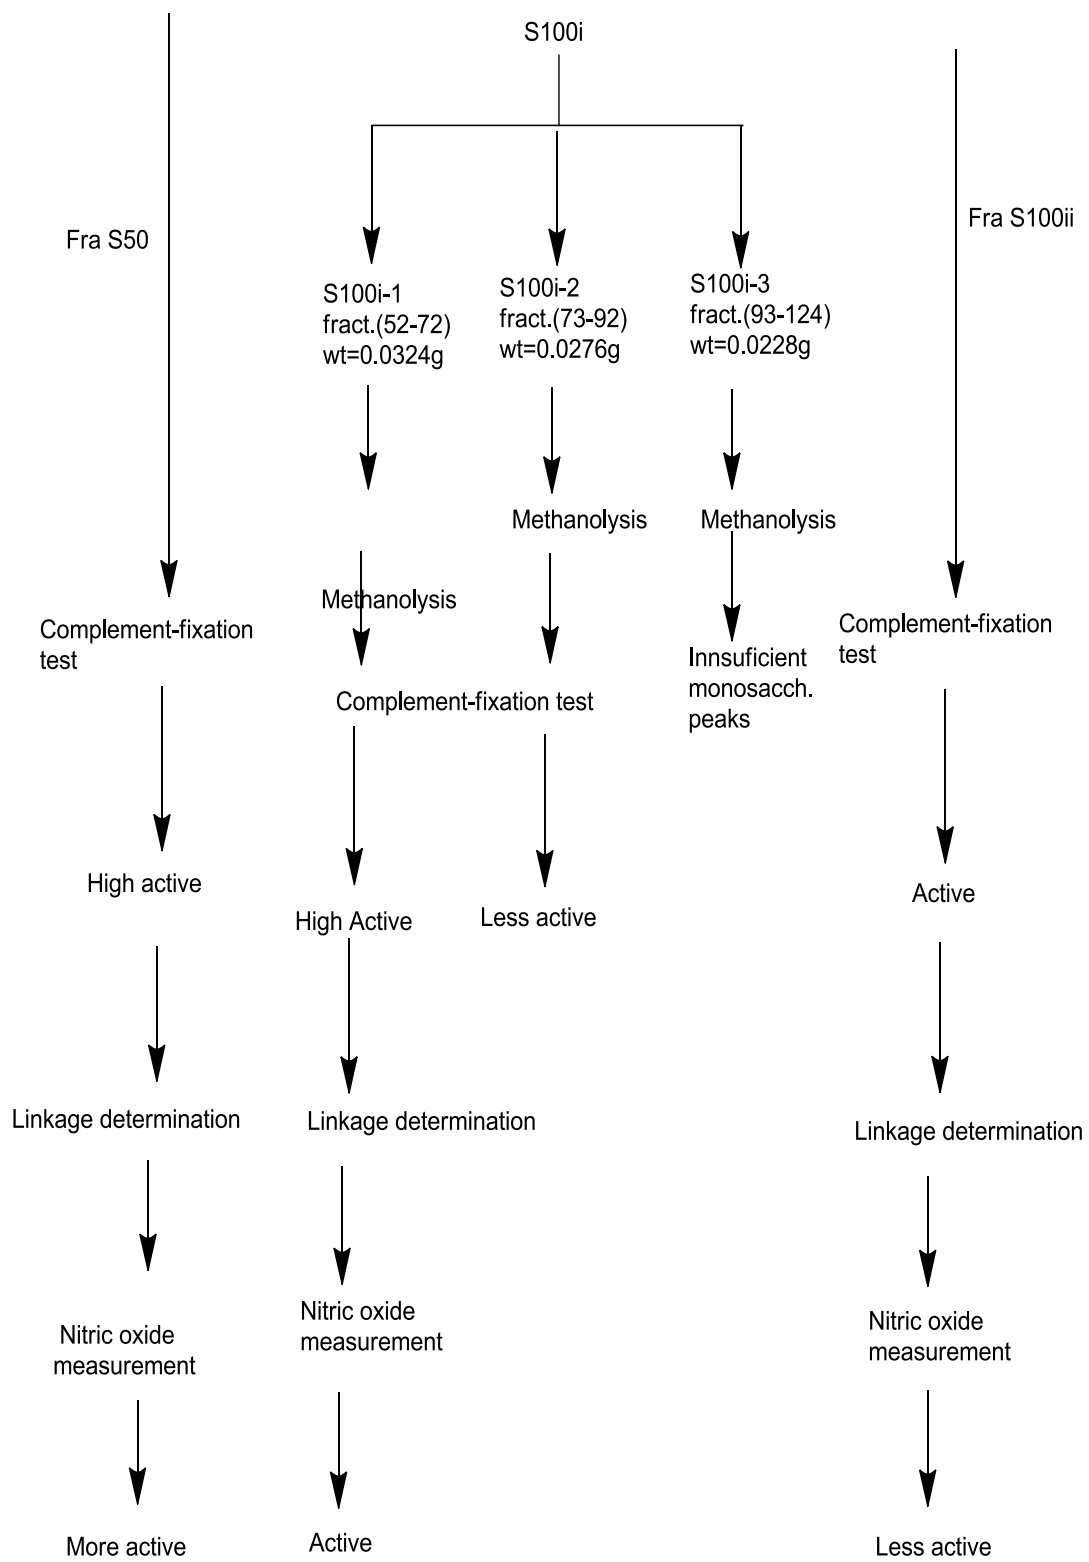 S100i
Fra S50
Fra S100ii
S100i-1
fract.(52-72)
wt=0.0324g
S100i-2
fract.(73-92)
wt=0.0276g
S100i-3
fract.(93-124)
wt=0.0228g
Methanolysis
Methanolysis
Methanolysis
Complement-fixation
test
Complement-fixation test
Innsuficient
monosacch.
peaks
Complement-fixation
test
High active
High Active
Less active
Active
Linkage determination
Linkage determination
Linkage determination
Nitric oxide
measurement
Nitric oxide
measurement
Nitric oxide
measurement
More active
Active
Less active